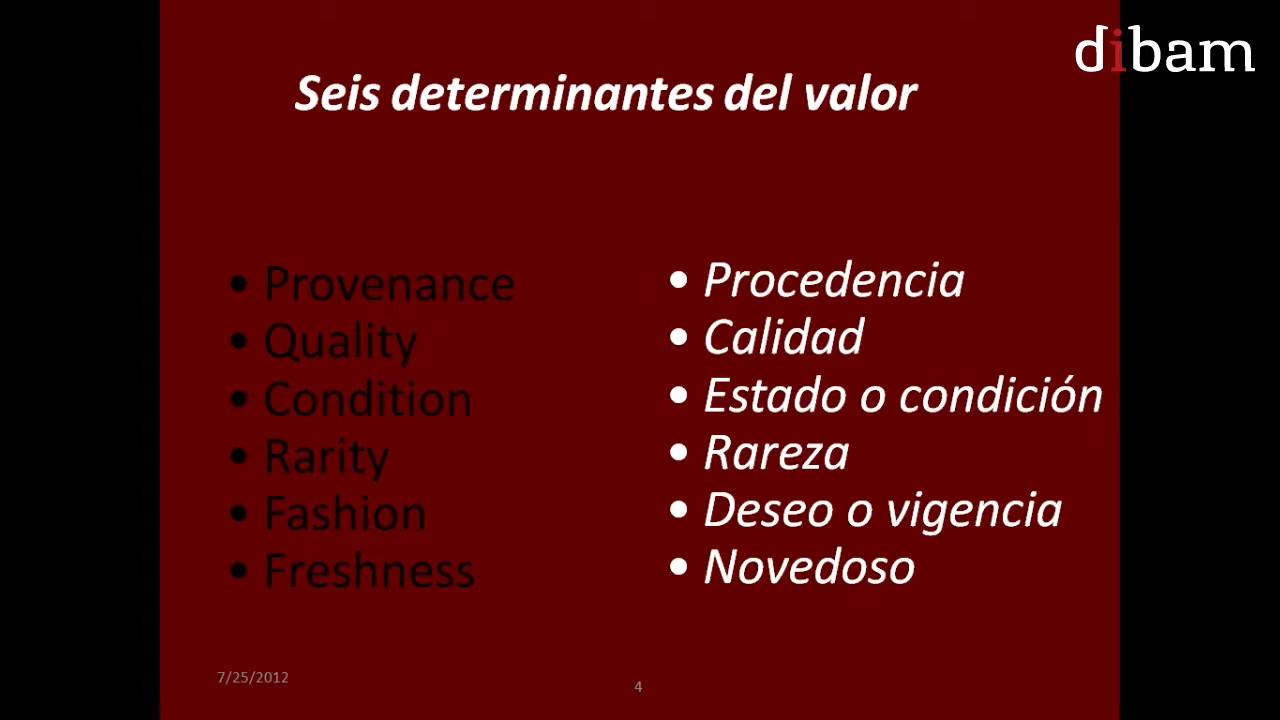 dibam
Seis determinantes del valor
• Provenance
• Quality
• Condition
• Rarity
• Fashion
• Freshness
• Procedencia
• Calidad
• Estado o condición
• Rareza
• Deseo o vigencia
• Novedoso
7/25/2012
4